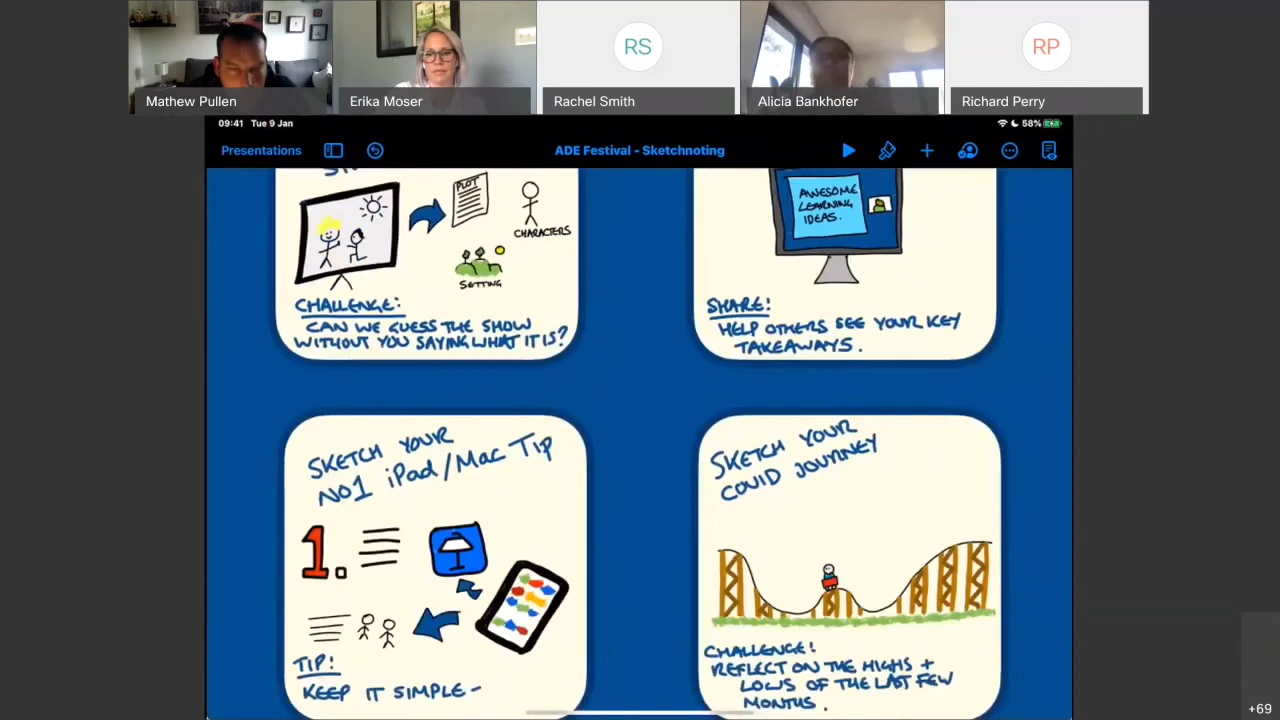 RS
RP
Mathew Pullen
Erika Moser
Rachel Smith
Alicia Bankhofer
Richard Perry
09:41 Tue 9 Jan
58%
Presentations
ADE Festival - Sketchnoting
PLOT
CHARACTERS
SETTING
CHALLENGE:
CAN WE GUESS THE SHOW
WITHOUT YOU SAYING WHAT IT IS?
AWESOME
LEARNING
IDEAS.
SHARE!
HELP OTHERS SEE YOUR KEY
TAKEAWAYS.
SKETCH YOUR
NO1 iPad/Mac TIP
1.
TIP!
KEEP IT SIMPLE-
SKETCH YOUR
COVID JOURNEY
CHALLENGE!
REFLECT ON THE HIGHS +
LOWS OF THE LAST FEW
MONTHS.
+69